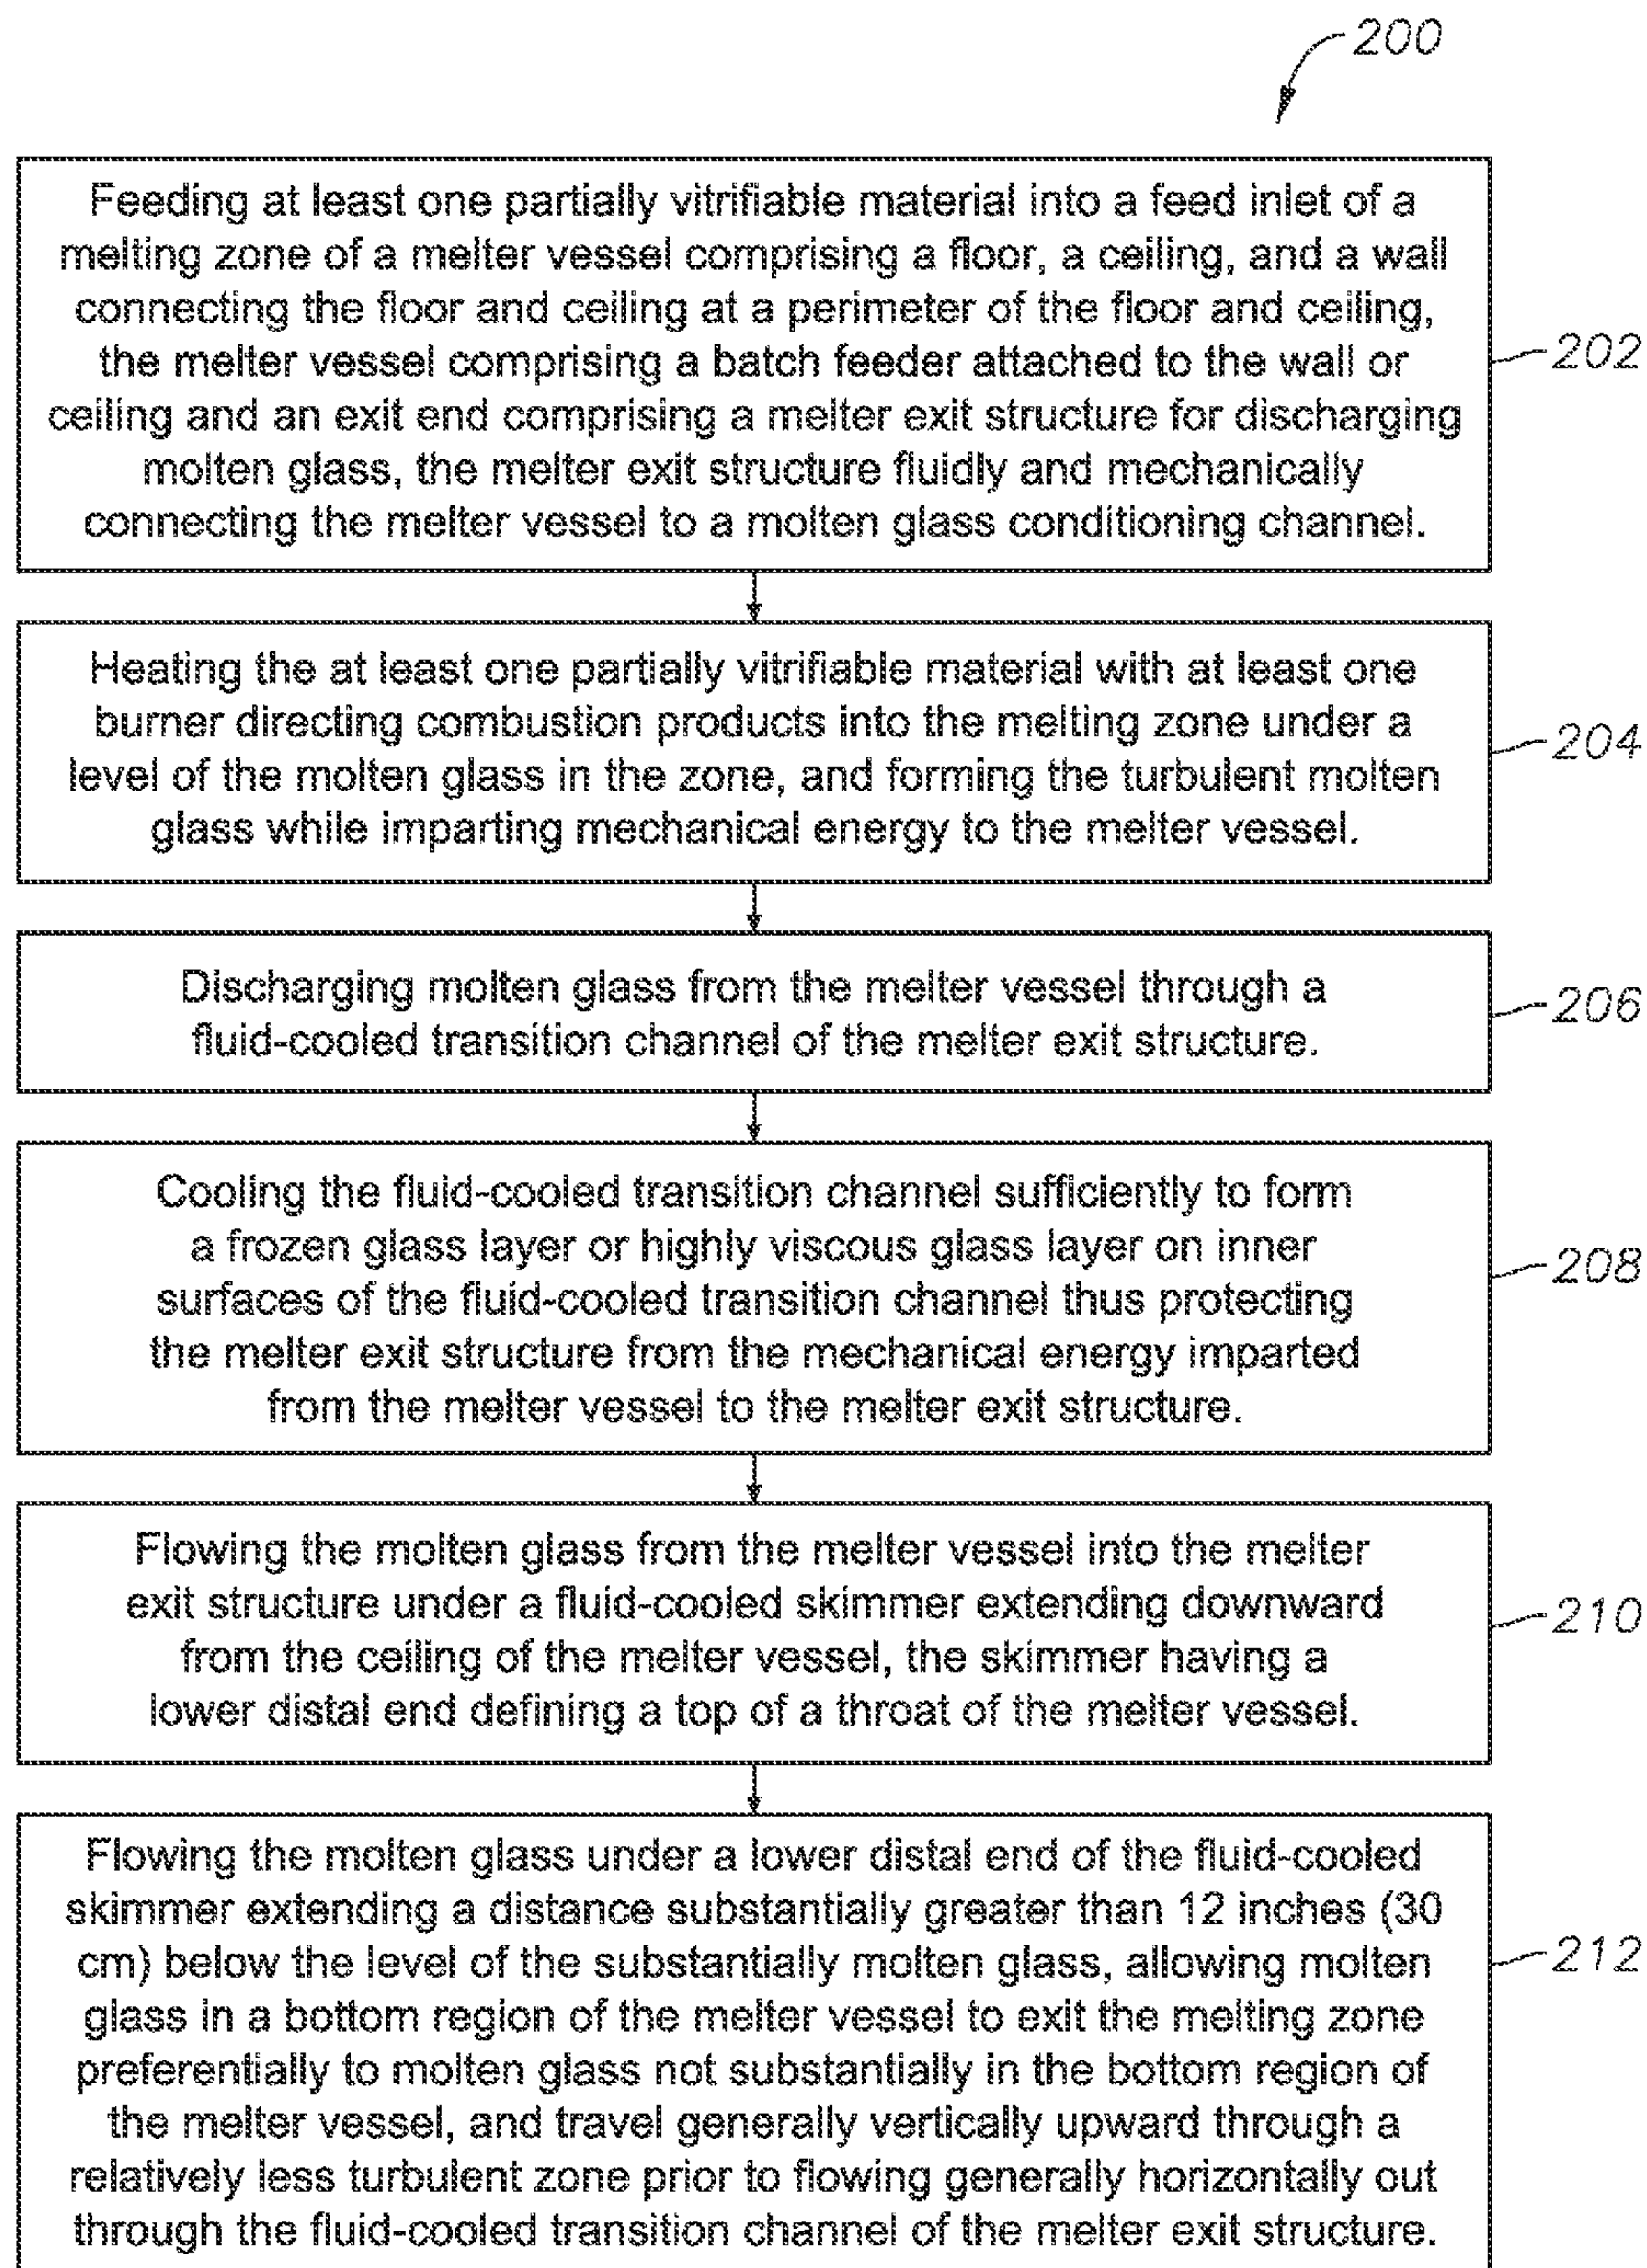 200
Feeding at least one partially vitrifiable material into a feed inlet of a
melting zone of a melter vessel comprising a floor, a ceiling, and a wall
connecting the floor and ceiling at a perimeter of the floor and ceiling,
the melter vessel comprising a batch feeder attached to the wall or
ceiling and an exit end comprising a melter exit structure for discharging
molten glass, the melter exit structure fluidly and mechanically
connecting the melter vessel to a molten glass conditioning channel.
202
Heating the at least one partially vitrifiable material with at least one
burner directing combustion products into the melting zone under a
level of the molten glass in the zone, and forming the turbulent molten
glass while imparting mechanical energy to the melter vessel.
204
Discharging molten glass from the melter vessel through a
fluid-cooled transition channel of the melter exit structure.
206
Cooling the fluid-cooled transition channel sufficiently to form
a frozen glass layer or highly viscous glass layer on inner
surfaces of the fluid-cooled transition channel thus protecting
the melter exit structure from the mechanical energy imparted
from the melter vessel to the melter exit structure.
208
Flowing the molten glass from the melter vessel into the melter
exit structure under a fluid-cooled skimmer extending downward
from the ceiling of the melter vessel, the skimmer having a
lower distal end defining a top of a throat of the melter vessel.
210
Flowing the molten glass under a lower distal end of the fluid-cooled
skimmer extending a distance substantially greater than 12 inches (30
cm) below the level of the substantially molten glass, allowing molten
glass in a bottom region of the melter vessel to exit the melting zone
preferentially to molten glass not substantially in the bottom region of
the melter vessel, and travel generally vertically upward through a
relatively less turbulent zone prior to flowing generally horizontally out
through the fluid-cooled transition channel of the melter exit structure.
212